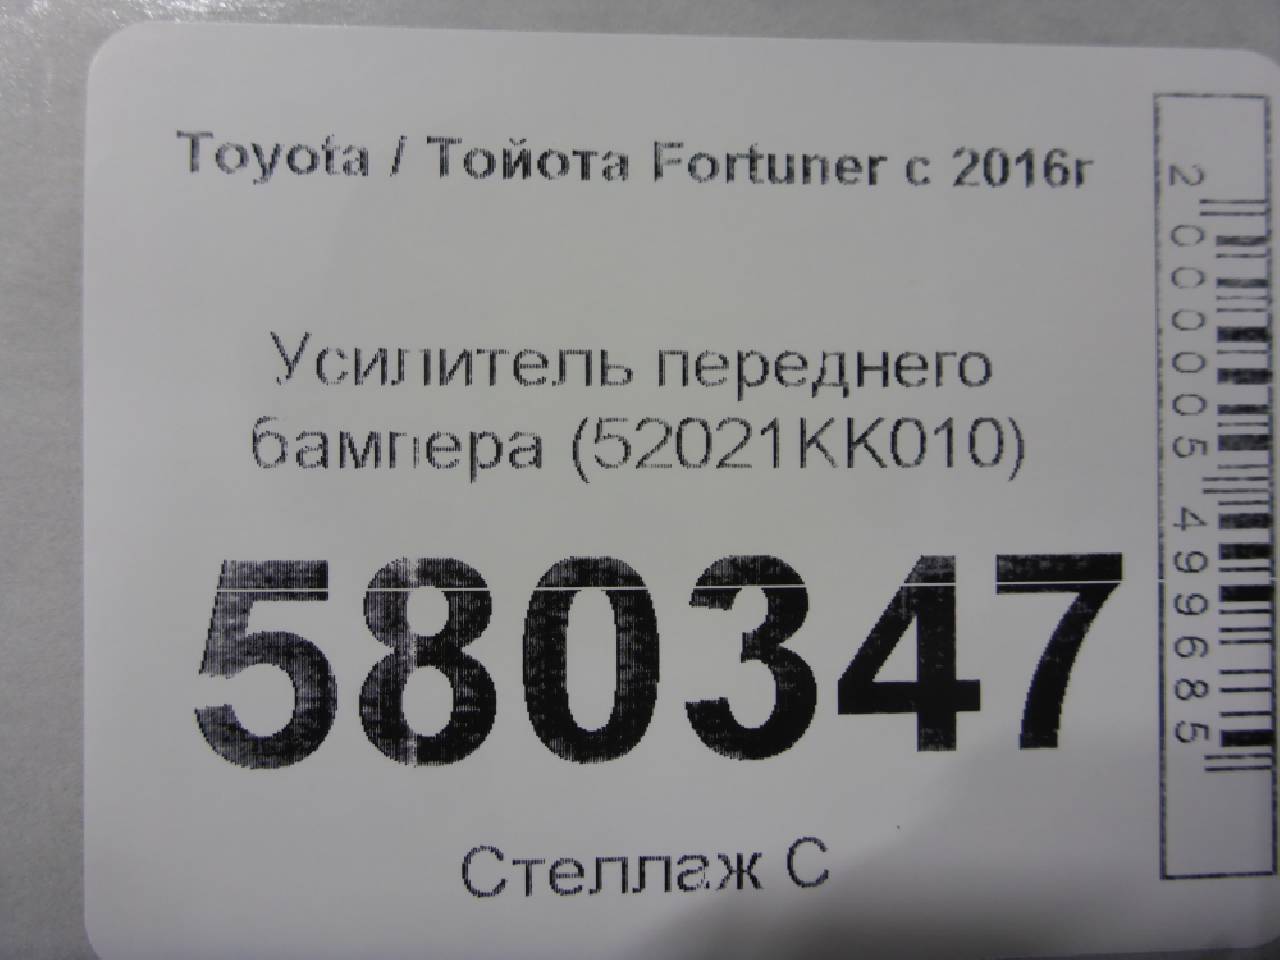 Toyota / Тойота Fortuner с 2016г
Усилитель переднего
бампера (52021KK010)
580347
Стеллаж С
2000005499685